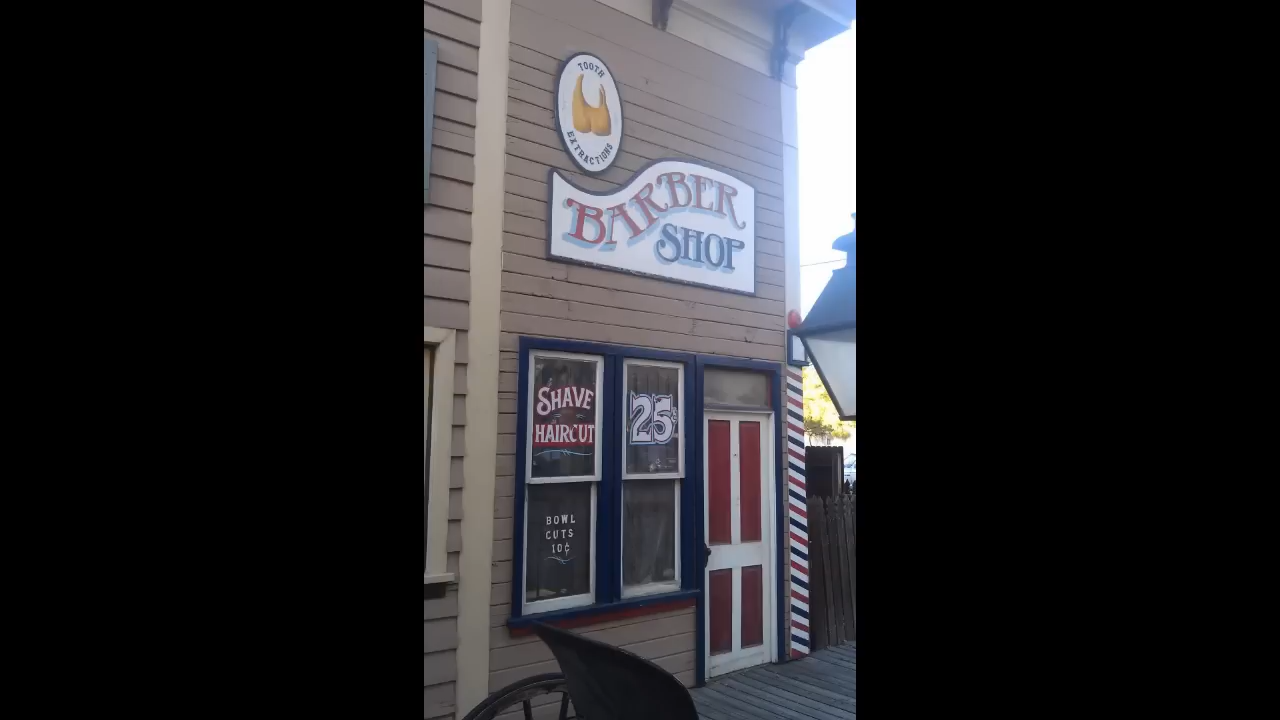 TOOTH
EXTRACTIONS
BARBER
SHOP
SHAVE
HAIRCUT
25¢
BOWL
CUTS
10¢